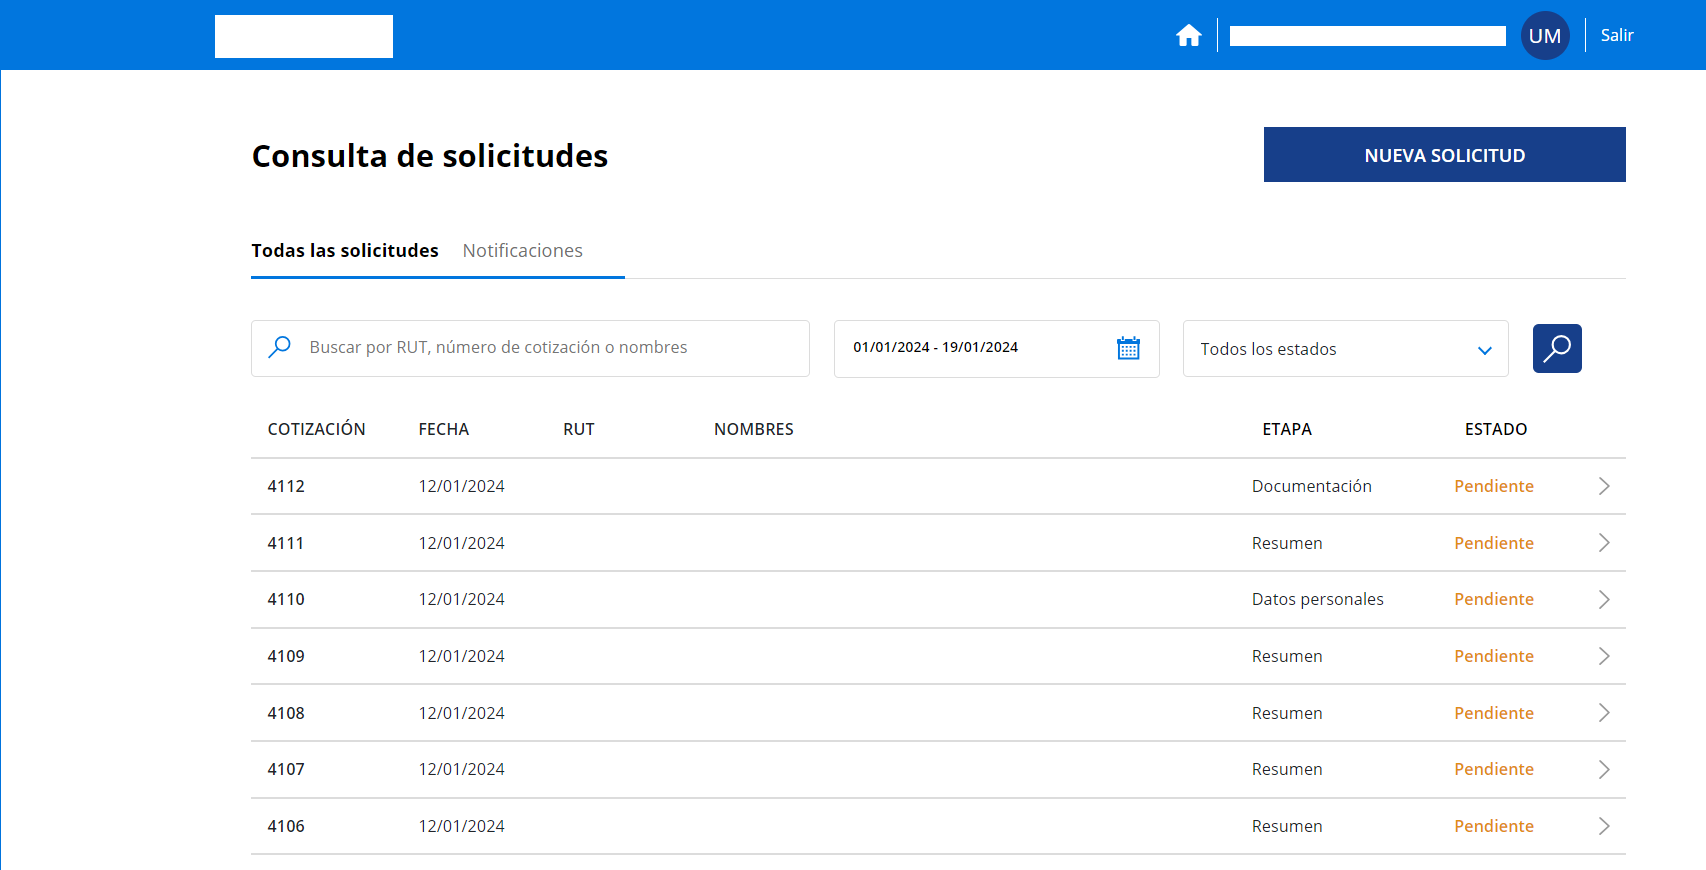 UM Salir
Consulta de solicitudes
NUEVA SOLICITUD
Todas las solicitudes Notificaciones
Buscar por RUT, número de cotización o nombres 01/01/2024 - 19/01/2024 Todos los estados
COTIZACIÓN FECHA RUT NOMBRES ETAPA ESTADO
4112 12/01/2024 Documentación Pendiente
4111 12/01/2024 Resumen Pendiente
4110 12/01/2024 Datos personales Pendiente
4109 12/01/2024 Resumen Pendiente
4108 12/01/2024 Resumen Pendiente
4107 12/01/2024 Resumen Pendiente
4106 12/01/2024 Resumen Pendiente